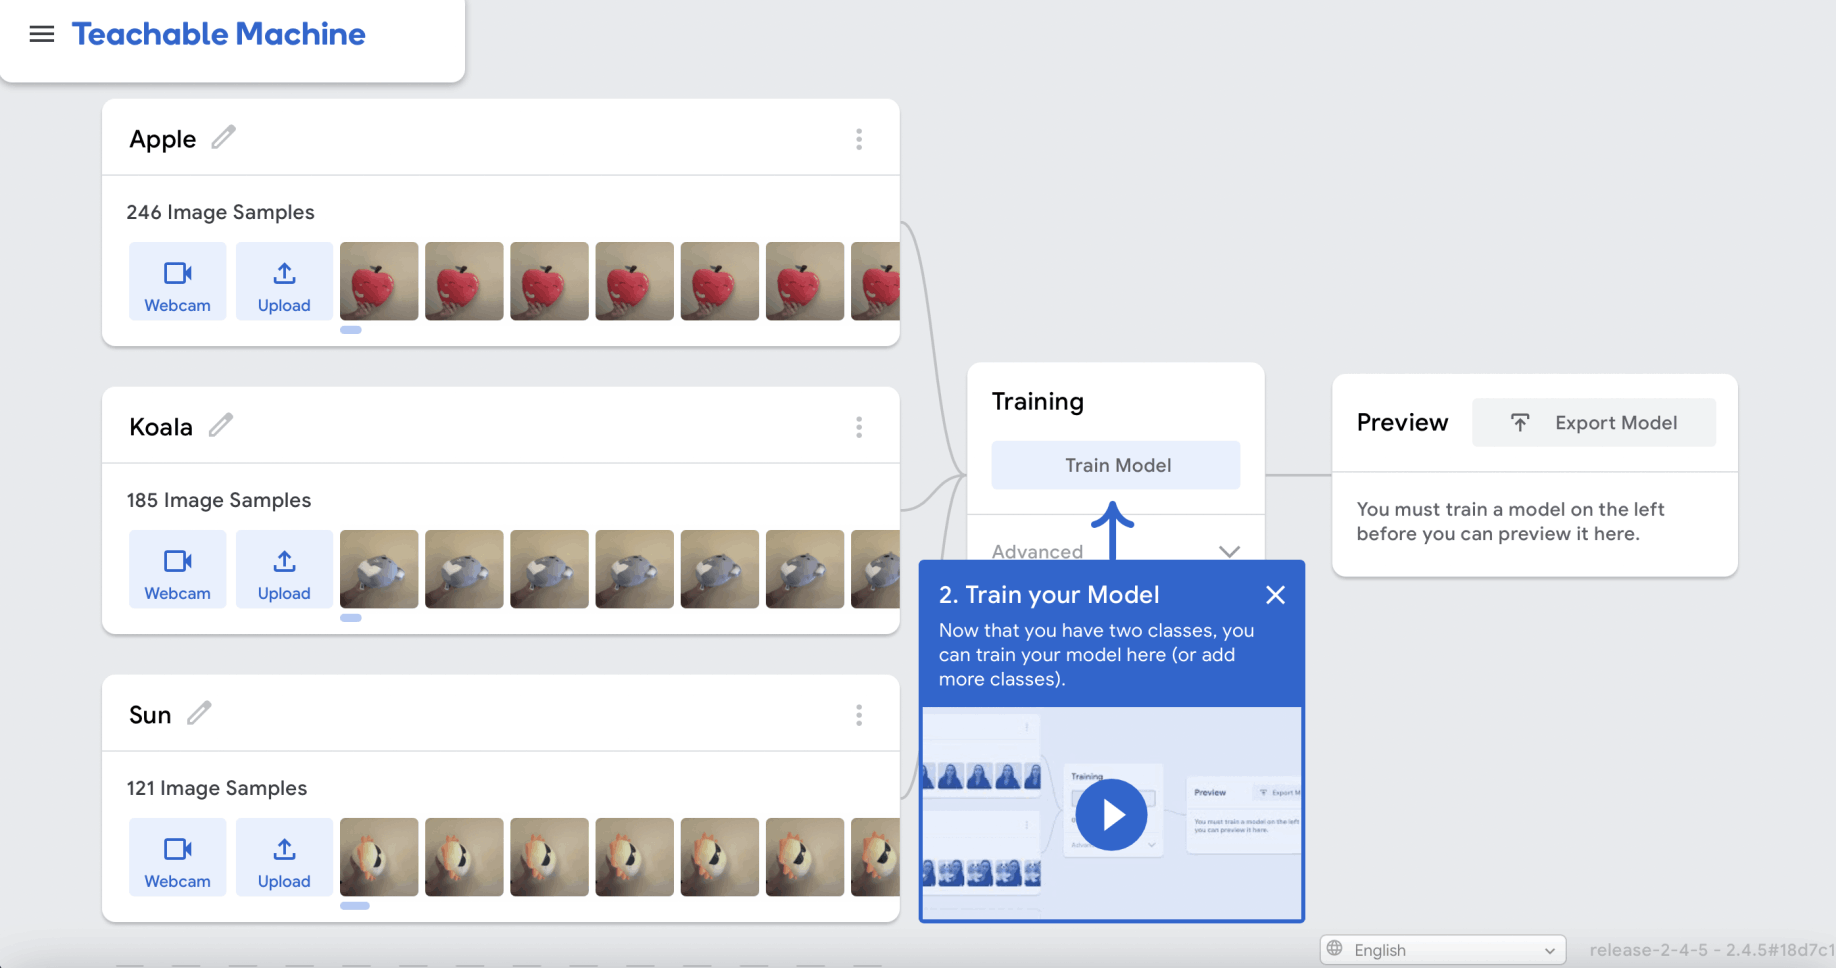 Teachable Machine
Apple
246 Image Samples
Webcam
Upload
Koala
185 Image Samples
Webcam
Upload
Sun
121 Image Samples
Webcam
Upload
Training
Train Model
Advanced
2. Train your Model
Now that you have two classes, you
can train your model here (or add
more classes).
Training
Preview
Export M
You must train a model on the left
you can preview it here.
Preview
Export Model
You must train a model on the left
before you can preview it here.
English
release-2-4-5 - 2.4.5#18d7c1